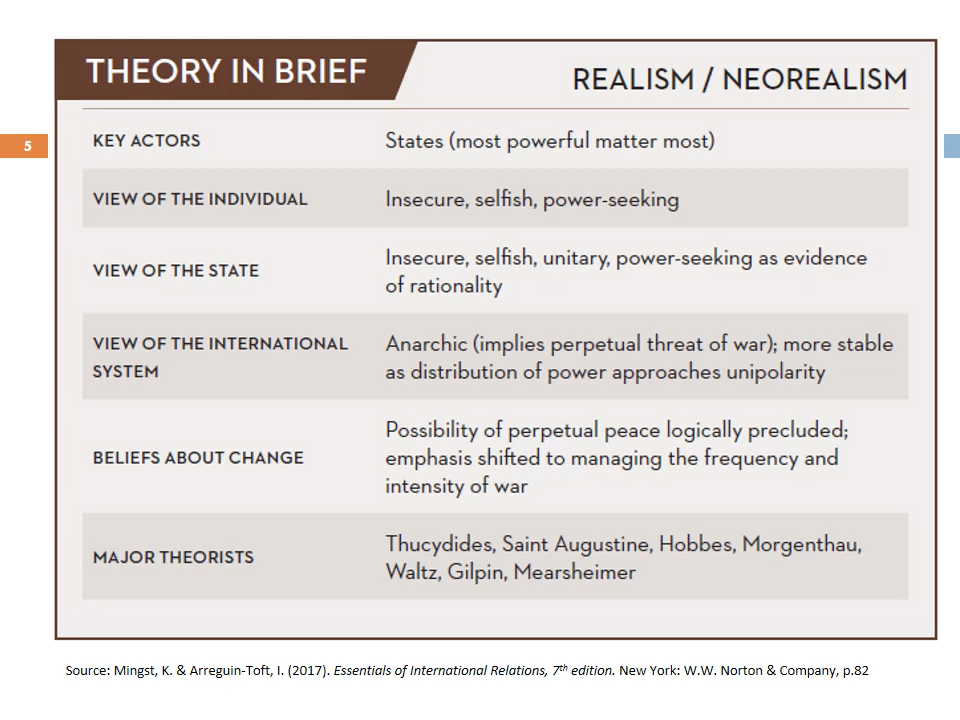 THEORY IN BRIEF
REALISM / NEOREALISM
5
KEY ACTORS
States (most powerful matter most)
VIEW OF THE INDIVIDUAL
Insecure, selfish, power-seeking
VIEW OF THE STATE
Insecure, selfish, unitary, power-seeking as evidence
of rationality
VIEW OF THE INTERNATIONAL
SYSTEM
Anarchic (implies perpetual threat of war); more stable
as distribution of power approaches unipolarity
BELIEFS ABOUT CHANGE
Possibility of perpetual peace logically precluded;
emphasis shifted to managing the frequency and
intensity of war
MAJOR THEORISTS
Thucydides, Saint Augustine, Hobbes, Morgenthau,
Waltz, Gilpin, Mearsheimer
Source: Mingst, K. & Arreguin-Toft, I. (2017). Essentials of International Relations, 7th edition. New York: W.W. Norton & Company, p.82